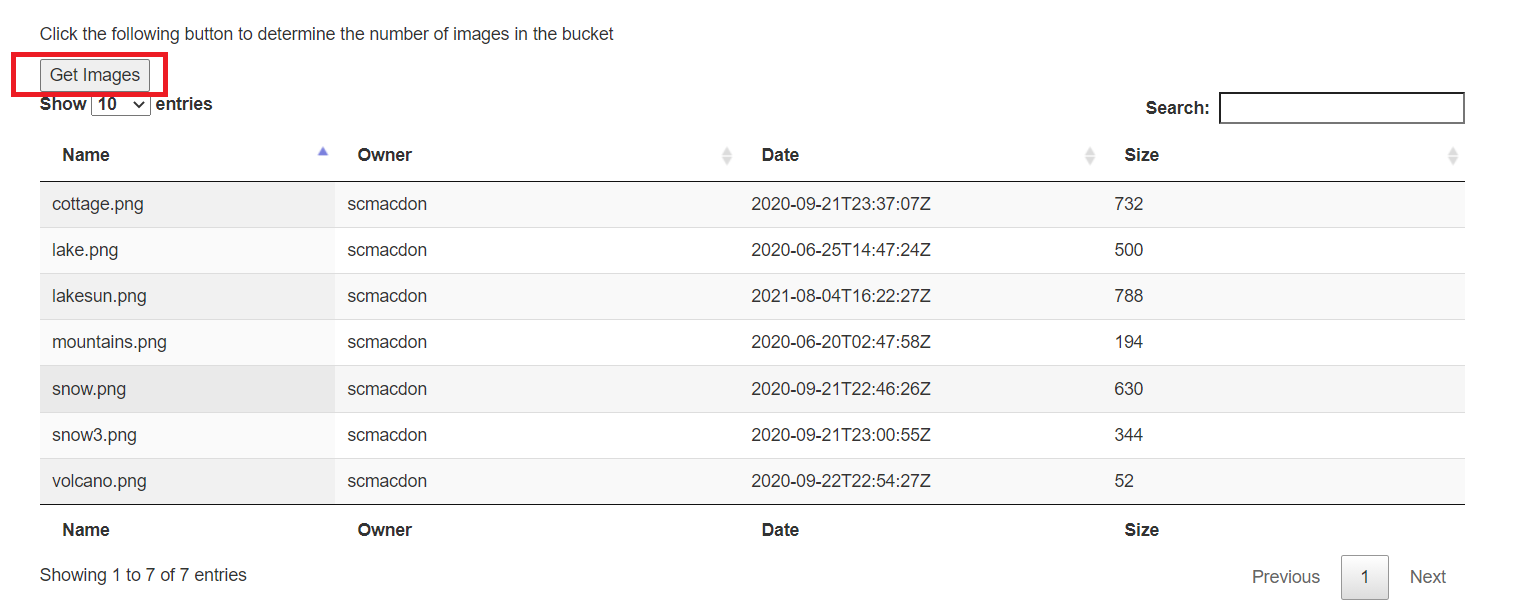 Click the following button to determine the number of images in the bucket
Get Images
Show 10 entries Search:
Name Owner Date Size
cottage.png scmacdon 2020-09-21T23:37:07Z 732
lake.png scmacdon 2020-06-25T14:47:24Z 500
lakesun.png scmacdon 2021-08-04T16:22:27Z 788
mountains.png scmacdon 2020-06-20T02:47:58Z 194
snow.png scmacdon 2020-09-21T22:46:26Z 630
snow3.png scmacdon 2020-09-21T23:00:55Z 344
volcano.png scmacdon 2020-09-22T22:54:27Z 52
Name Owner Date Size
Showing 1 to 7 of 7 entries Previous 1 Next